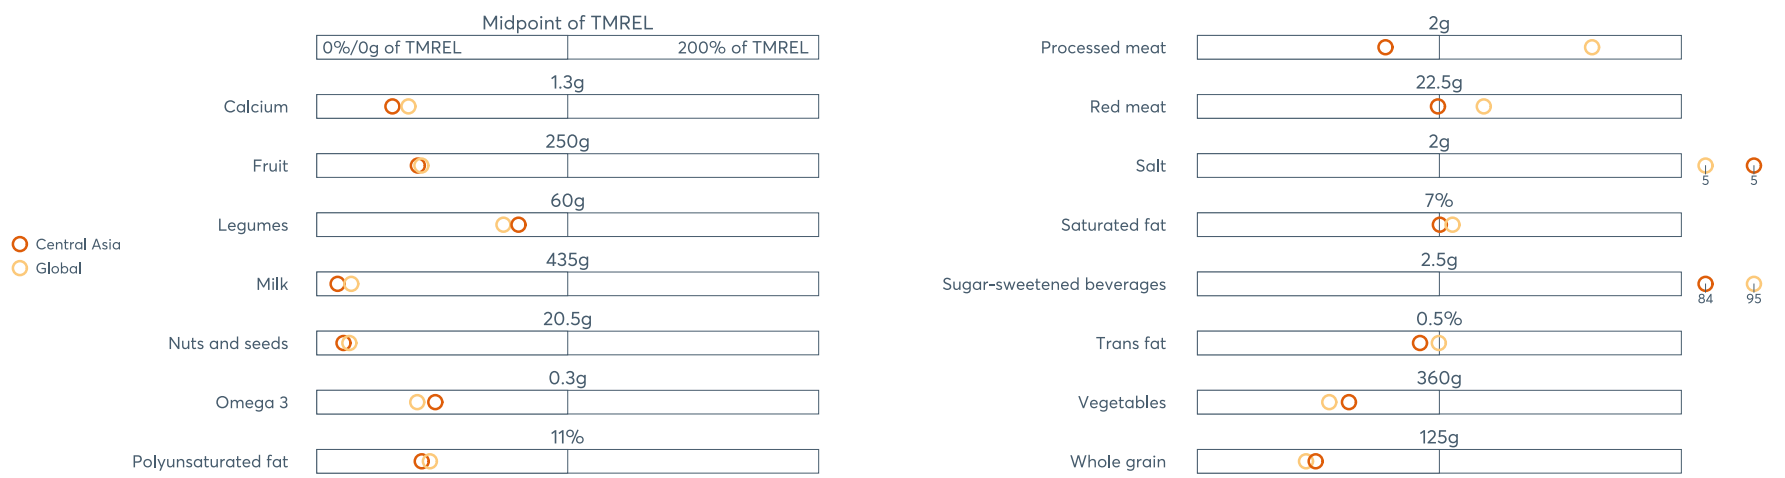 Midpoint of TMREL
0%/0g of TMREL 200% of TMREL
1.3g
Calcium
250g
Fruit
60g
Legumes
Central Asia
Global
435g
Milk
20.5g
Nuts and seeds
0.3g
Omega 3
11%
Polyunsaturated fat
2g
Processed meat
22.5g
Red meat
2g
Salt
5 5
7%
Saturated fat
2.5g
Sugar-sweetened beverages
84 95
0.5%
Trans fat
360g
Vegetables
125g
Whole grain